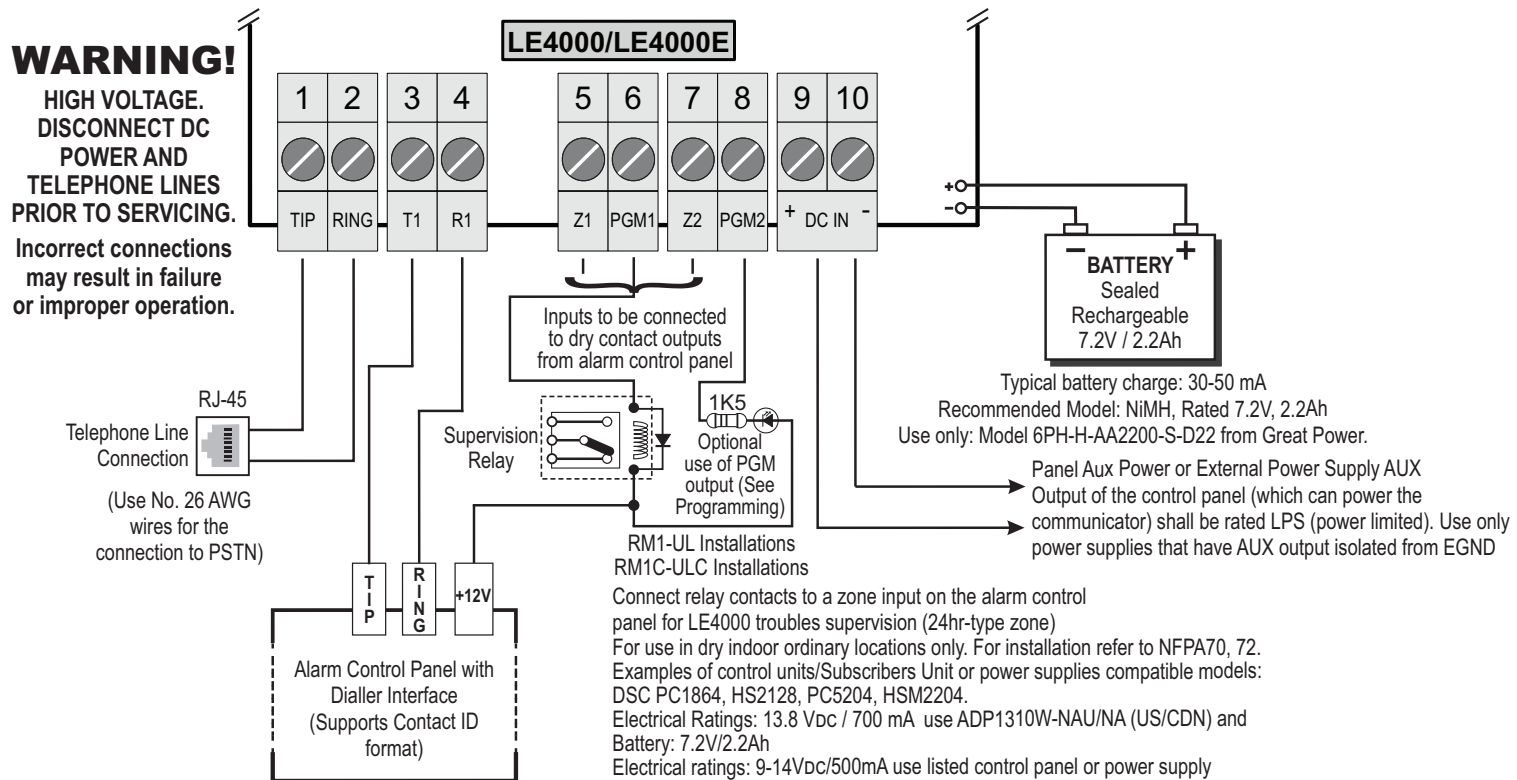 LE4000/LE4000E
WARNING!
HIGH VOLTAGE.
DISCONNECT DC
POWER AND
TELEPHONE LINES
PRIOR TO SERVICING.
Incorrect connections
may result in failure
or improper operation.
1 2 3 4 5 6 7 8 9 10
TIP RING T1 R1 Z1 PGM1 Z2 PGM2 + DC IN -
+
−
− +
BATTERY
Sealed
Rechargeable
7.2V / 2.2Ah
Typical battery charge: 30-50 mA
Recommended Model: NiMH, Rated 7.2V, 2.2Ah
Use only: Model 6PH-H-AA2200-S-D22 from Great Power.
Inputs to be connected
to dry contact outputs
from alarm control panel
RJ-45
Telephone Line
Connection
(Use No. 26 AWG
wires for the
connection to PSTN)
Supervision
Relay
1K5
Optional
use of PGM
output (See
Programming)
Panel Aux Power or External Power Supply AUX
Output of the control panel (which can power the
communicator) shall be rated LPS (power limited). Use only
power supplies that have AUX output isolated from EGND
TIP
RING
+12V
Alarm Control Panel with
Dialler Interface
(Supports Contact ID
format)
RM1-UL Installations
RM1C-ULC Installations
Connect relay contacts to a zone input on the alarm control
panel for LE4000 troubles supervision (24hr-type zone)
For use in dry indoor ordinary locations only. For installation refer to NFPA70, 72.
Examples of control units/Subscribers Unit or power supplies compatible models:
DSC PC1864, HS2128, PC5204, HSM2204.
Electrical Ratings: 13.8 VDC / 700 mA use ADP1310W-NAU/NA (US/CDN) and
Battery: 7.2V/2.2Ah
Electrical ratings: 9-14VDC/500mA use listed control panel or power supply